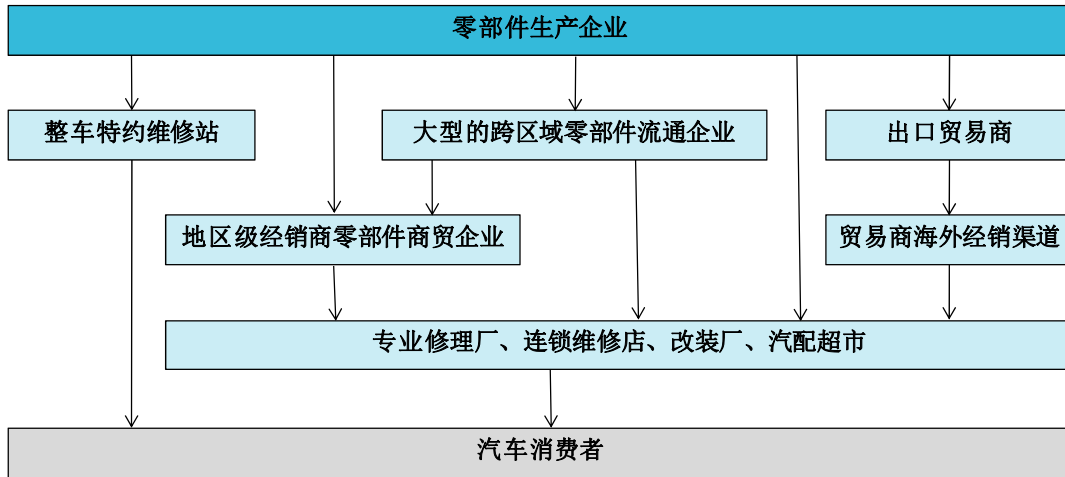 零部件生产企业
整车特约维修站
大型的跨区域零部件流通企业
出口贸易商
地区级经销商零部件商贸企业
贸易商海外经销渠道
专业修理厂、连锁维修店、改装厂、汽配超市
汽车消费者